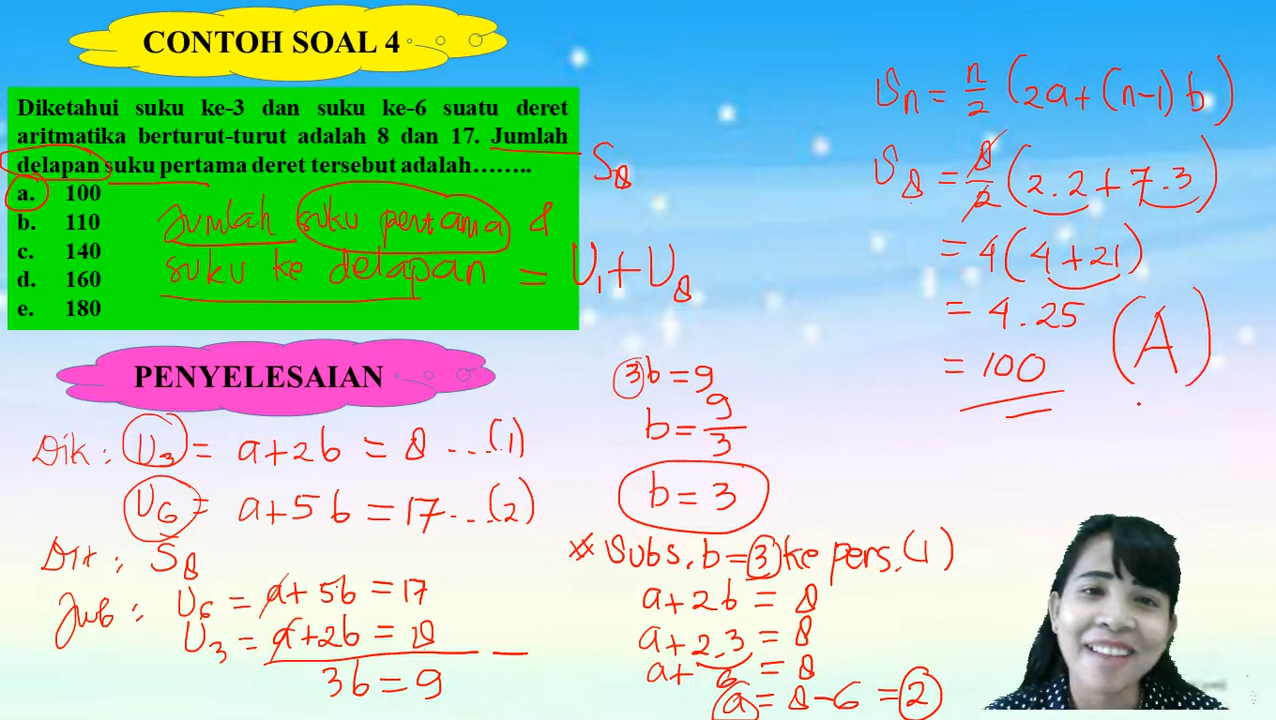 CONTOH SOAL 4
Diketahui suku ke-3 dan suku ke-6 suatu deret
aritmatika berturut-turut adalah 8 dan 17. Jumlah
delapan suku pertama deret tersebut adalah……..
a. 100
b. 110
c. 140
d. 160
e. 180
S8
Jumlah suku pertama &
suku ke delapan = U1 + U8
PENYELESAIAN
Dik : U3 = a+2b = 8 ...(1)
U6 = a+5b = 17...(2)
Dit : S8
Jwb : U6 = a+5b = 17
U3 = a+2b = 8 —
3b = 9
3b = 9
b = 9/3
b = 3
* Subs. b = 3 ke pers. (1)
a+2b = 8
a+2.3 = 8
a+6 = 8
a = 8-6 = 2
Sn = n/2 (2a+(n-1)b)
S8 = 8/2 (2.2+7.3)
= 4(4+21)
= 4.25
= 100
(A)